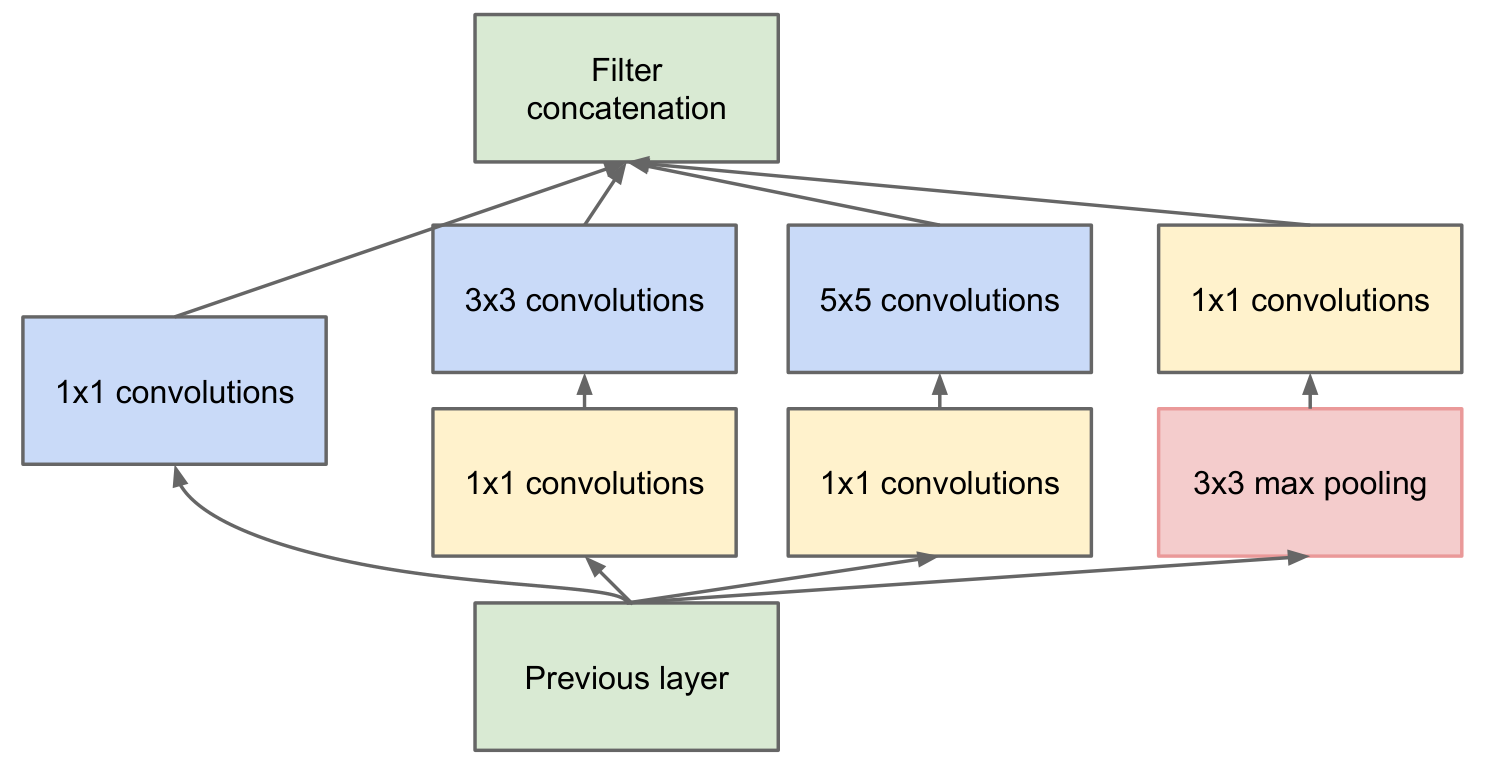 Filter
concatenation
3x3 convolutions
5x5 convolutions
1x1 convolutions
1x1 convolutions
1x1 convolutions
1x1 convolutions
3x3 max pooling
Previous layer